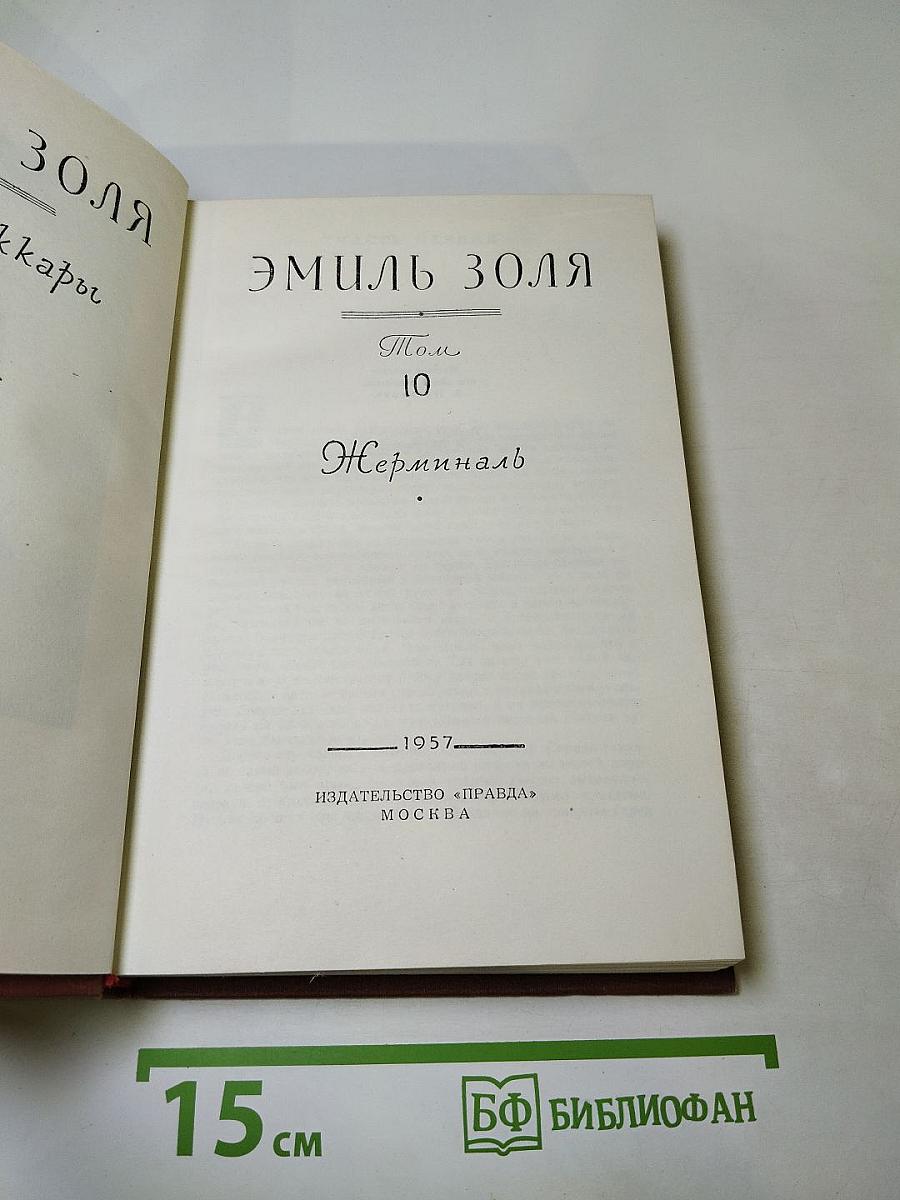 ЗОЛЯ
ккары
ЭМИЛЬ ЗОЛЯ
Том
10
Жерминаль
1957
ИЗДАТЕЛЬСТВО «ПРАВДА»
МОСКВА
15 см
БФ БИБЛИОФАН